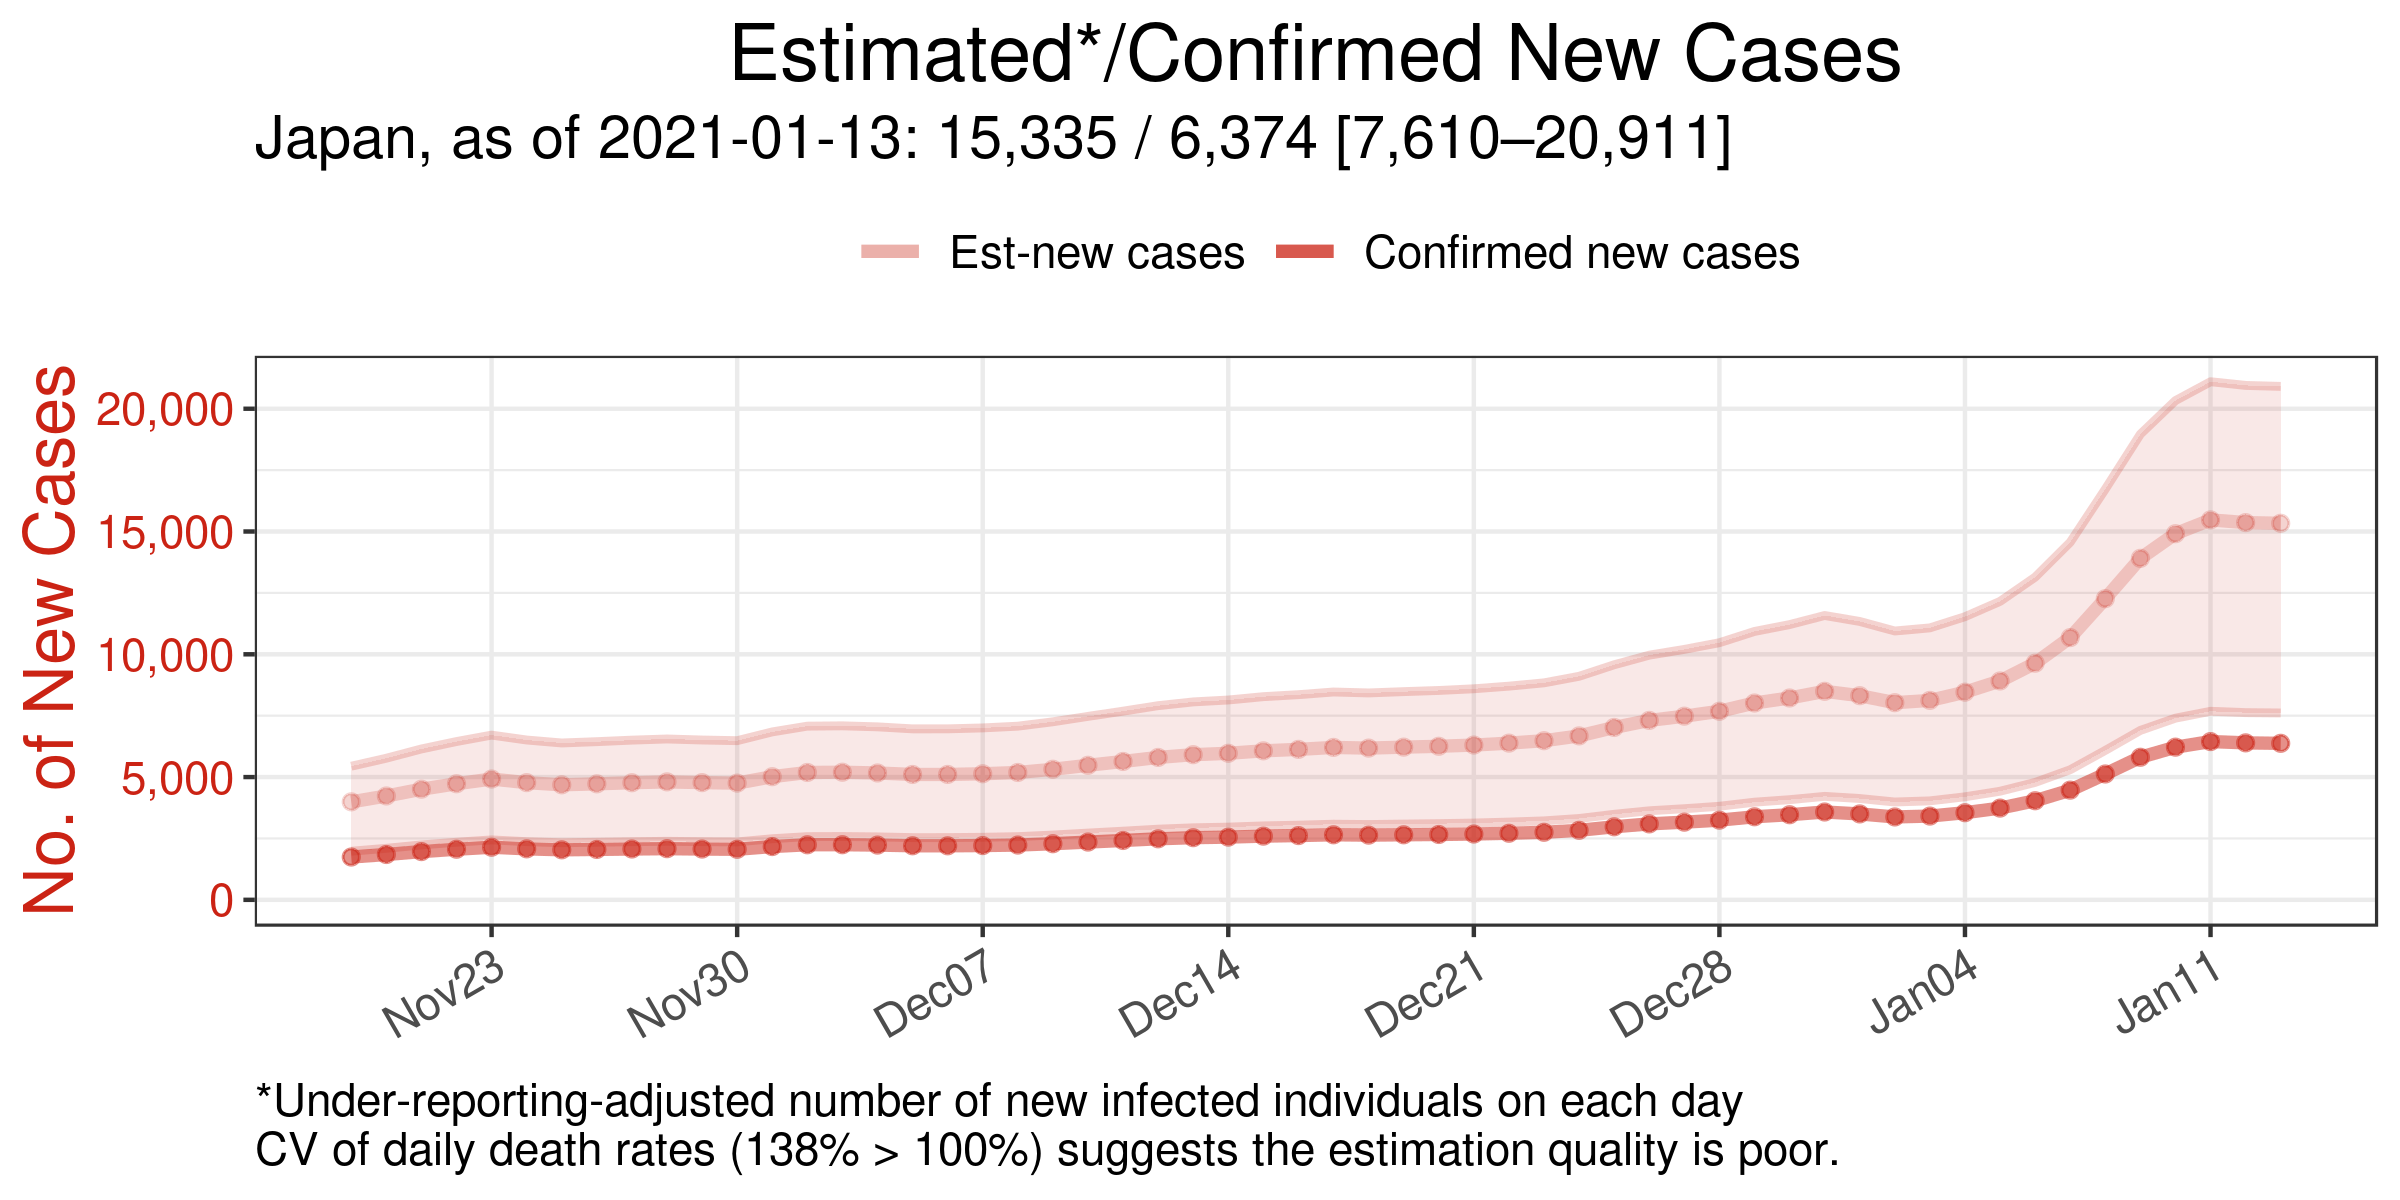 Estimated*/Confirmed New Cases
Japan, as of 2021-01-13: 15,335 / 6,374 [7,610–20,911]
Est-new cases Confirmed new cases
No. of New Cases
20,000
15,000
10,000
5,000
0
Nov23 Nov30 Dec07 Dec14 Dec21 Dec28 Jan04 Jan11
*Under-reporting-adjusted number of new infected individuals on each day
CV of daily death rates (138% > 100%) suggests the estimation quality is poor.